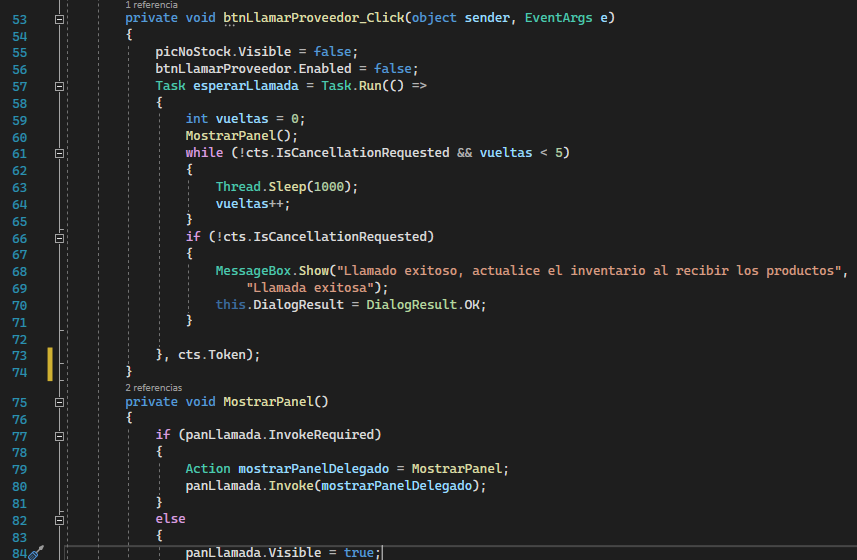 1 referencia
53 private void btnLlamarProveedor_Click(object sender, EventArgs e)
54 {
55 picNoStock.Visible = false;
56 btnLlamarProveedor.Enabled = false;
57 Task esperarLlamada = Task.Run(() =>
58 {
59 int vueltas = 0;
60 MostrarPanel();
61 while (!cts.IsCancellationRequested && vueltas < 5)
62 {
63 Thread.Sleep(1000);
64 vueltas++;
65 }
66 if (!cts.IsCancellationRequested)
67 {
68 MessageBox.Show("Llamado exitoso, actualice el inventario al recibir los productos",
69 "Llamada exitosa");
70 this.DialogResult = DialogResult.OK;
71 }
72
73 }, cts.Token);
74 }
2 referencias
75 private void MostrarPanel()
76 {
77 if (panLlamada.InvokeRequired)
78 {
79 Action mostrarPanelDelegado = MostrarPanel;
80 panLlamada.Invoke(mostrarPanelDelegado);
81 }
82 else
83 {
84 panLlamada.Visible = true;